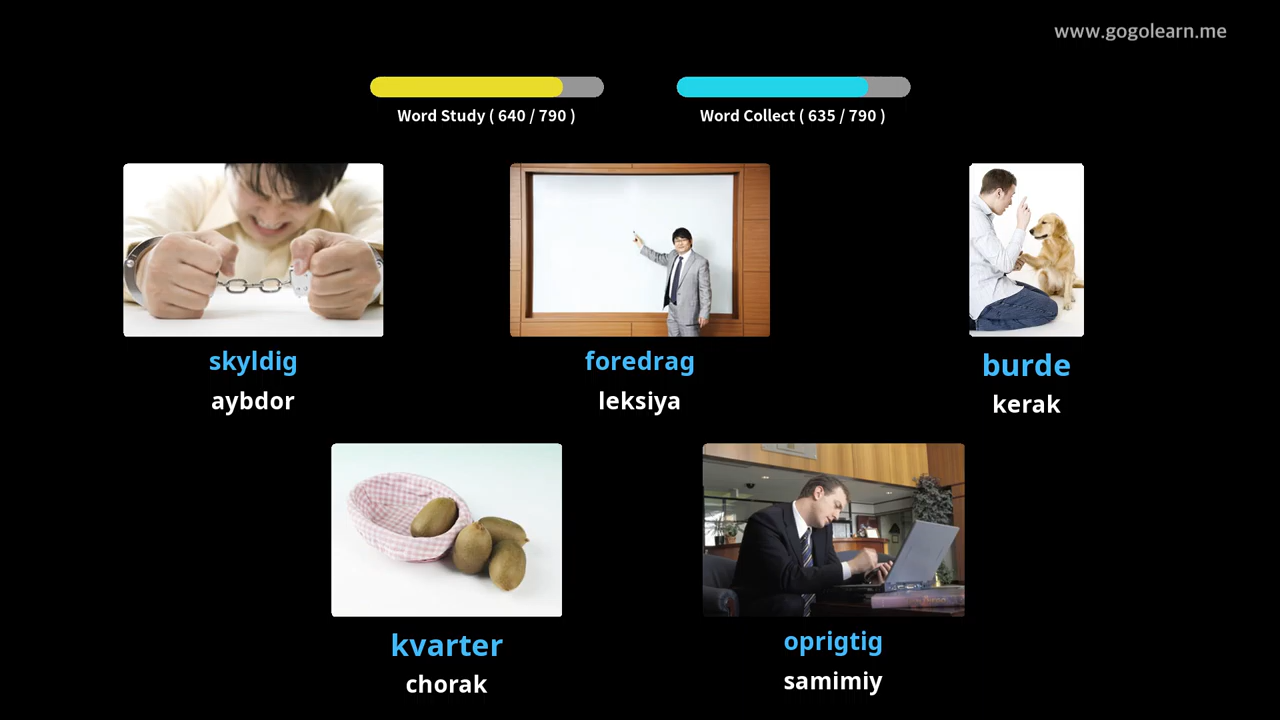 www.gogolearn.me
Word Study ( 640 / 790 )
Word Collect ( 635 / 790 )
skyldig
aybdor
foredrag
leksiya
burde
kerak
kvarter
chorak
oprigtig
samimiy